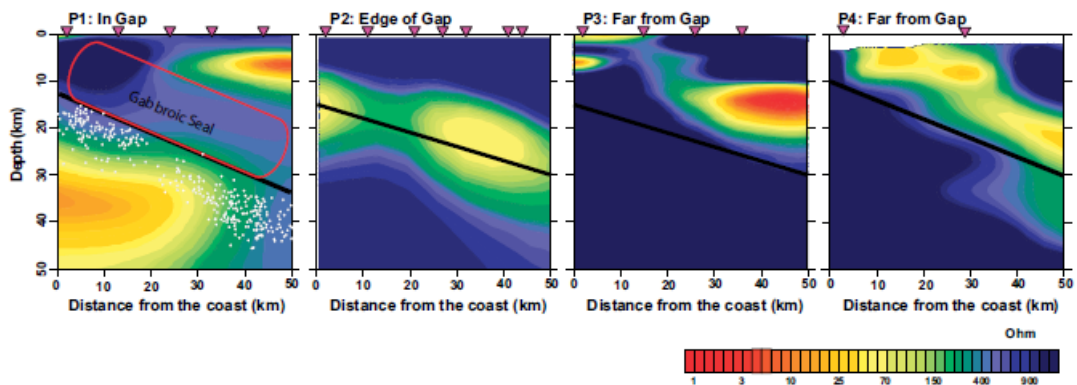 P1: In Gap
P2: Edge of Gap
P3: Far from Gap
P4: Far from Gap
Depth (km)
0
10
20
30
40
50
Gabbroic Seal
0 10 20 30 40 50
0 10 20 30 40 50
0 10 20 30 40 50
0 10 20 30 40 50
Distance from the coast (km)
Distance from the coast (km)
Distance from the coast (km)
Distance from the coast (km)
Ohm
1 3 10 25 70 150 400 900